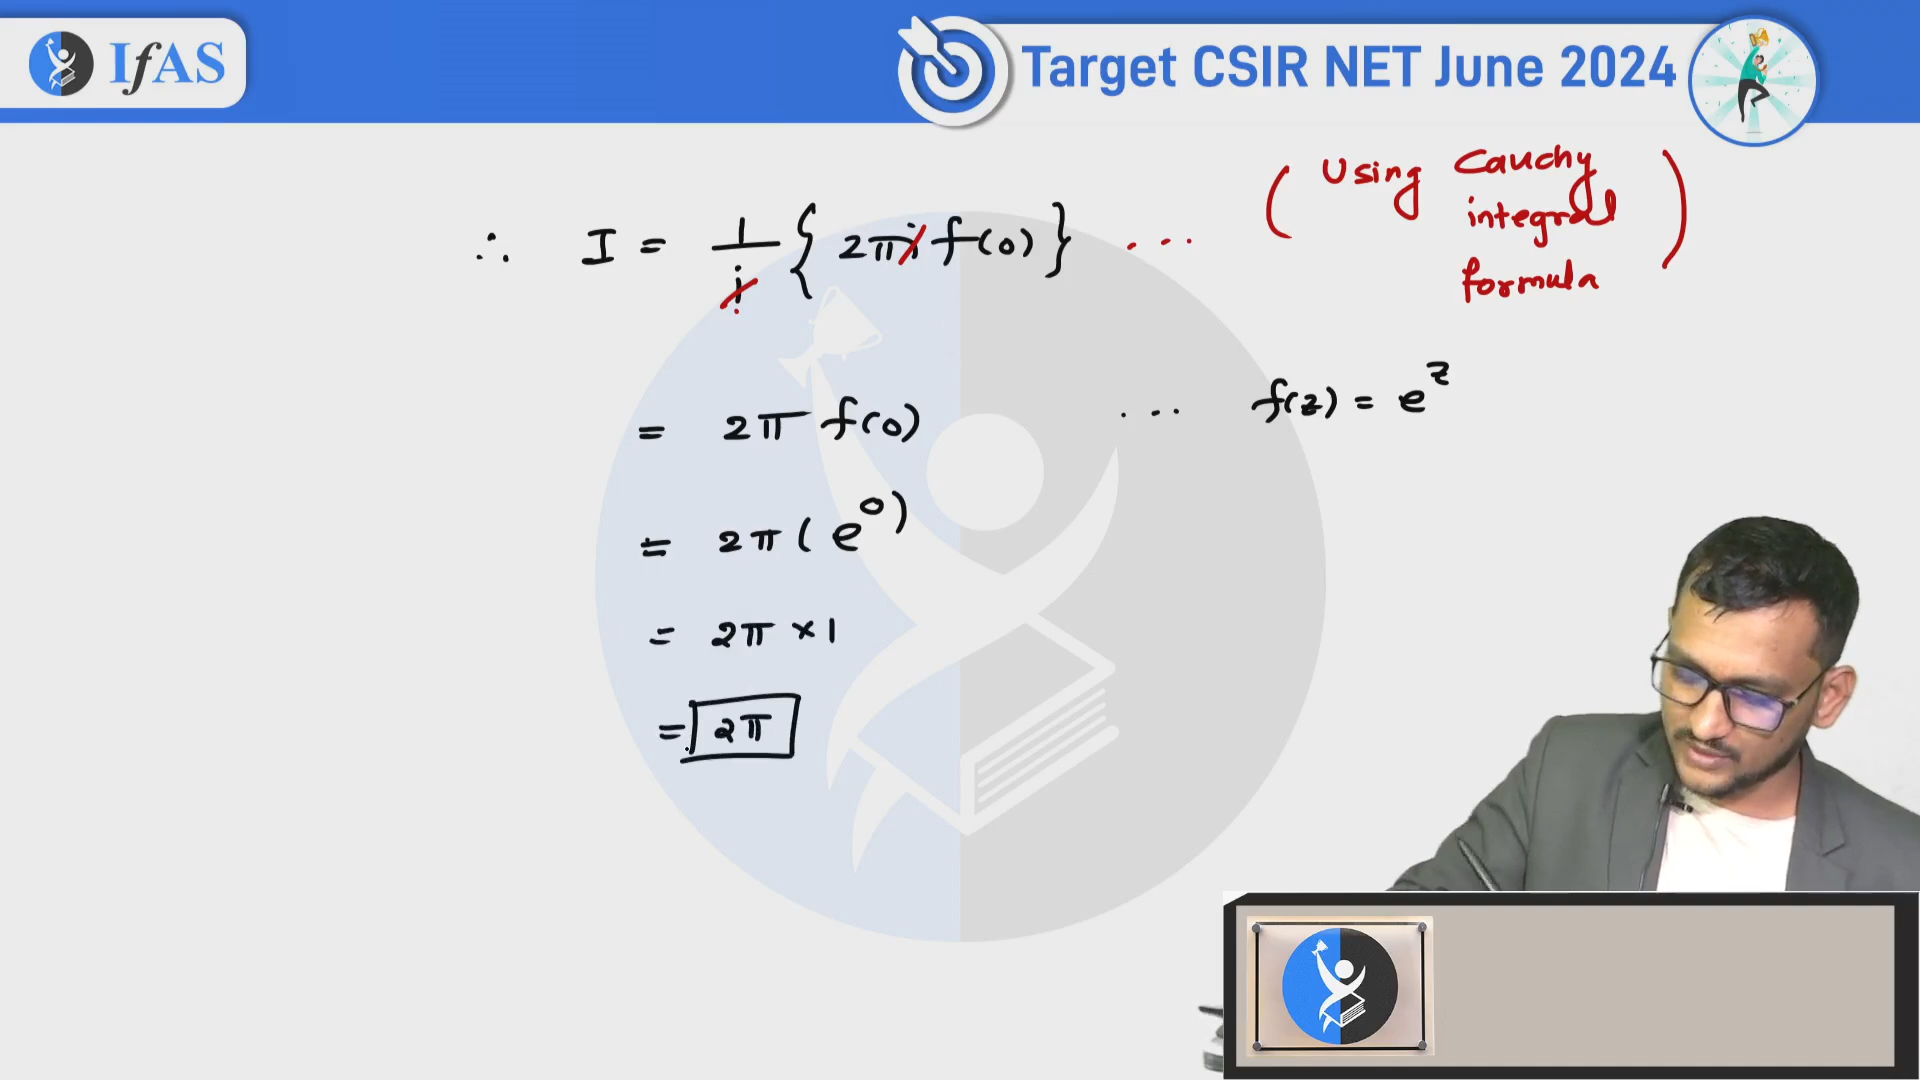 IfAS
Target CSIR NET June 2024
∴ I = 1/i { 2πi f(0) } ... ( Using Cauchy
integral
formula )
= 2π f(0) ... f(z) = e^z
= 2π ( e^0 )
= 2π × 1
= 2π